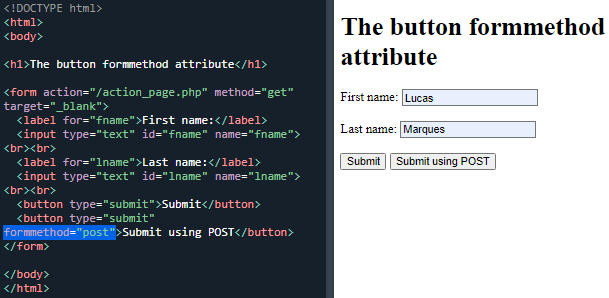 <!DOCTYPE html>
<html>
<body>
<h1>The button formmethod attribute</h1>
<form action="/action_page.php" method="get"
target="_blank">
  <label for="fname">First name:</label>
  <input type="text" id="fname" name="fname">
<br><br>
  <label for="lname">Last name:</label>
  <input type="text" id="lname" name="lname">
<br><br>
  <button type="submit">Submit</button>
  <button type="submit"
formmethod="post">Submit using POST</button>
</form>
</body>
</html>
The button formmethod
attribute
First name: Lucas
Last name: Marques
Submit Submit using POST